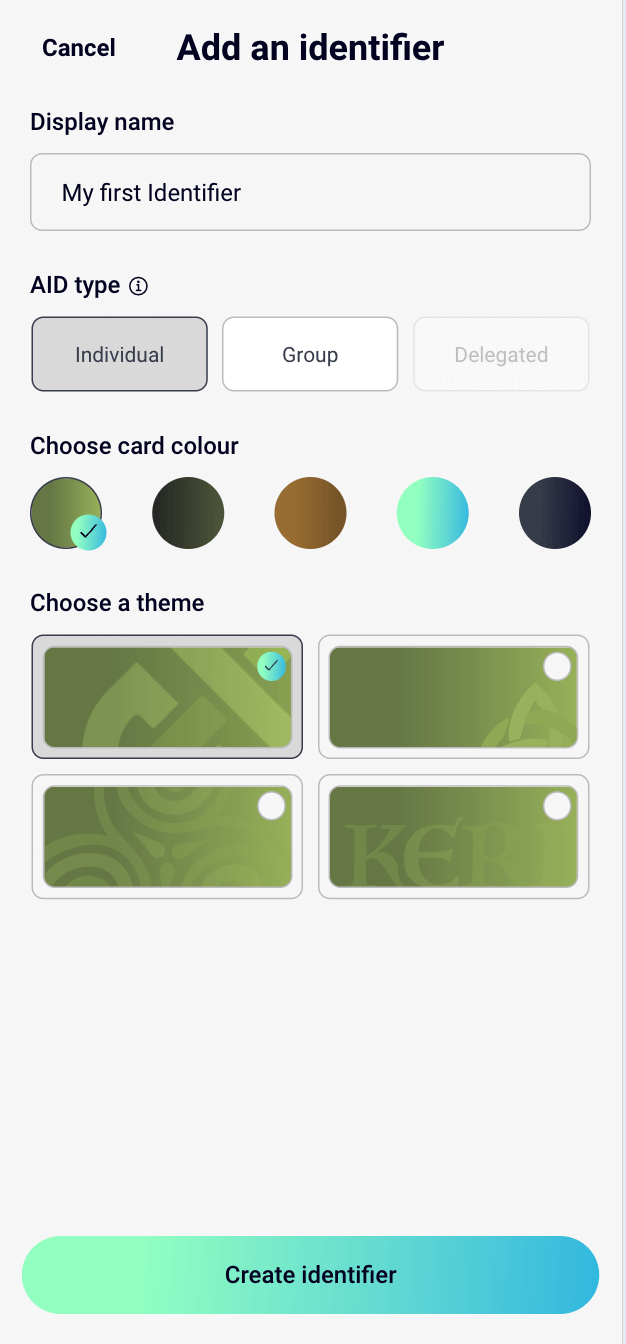 Cancel Add an identifier
Display name
My first Identifier
AID type
Individual Group Delegated
Choose card colour
Choose a theme
KERI
Create identifier